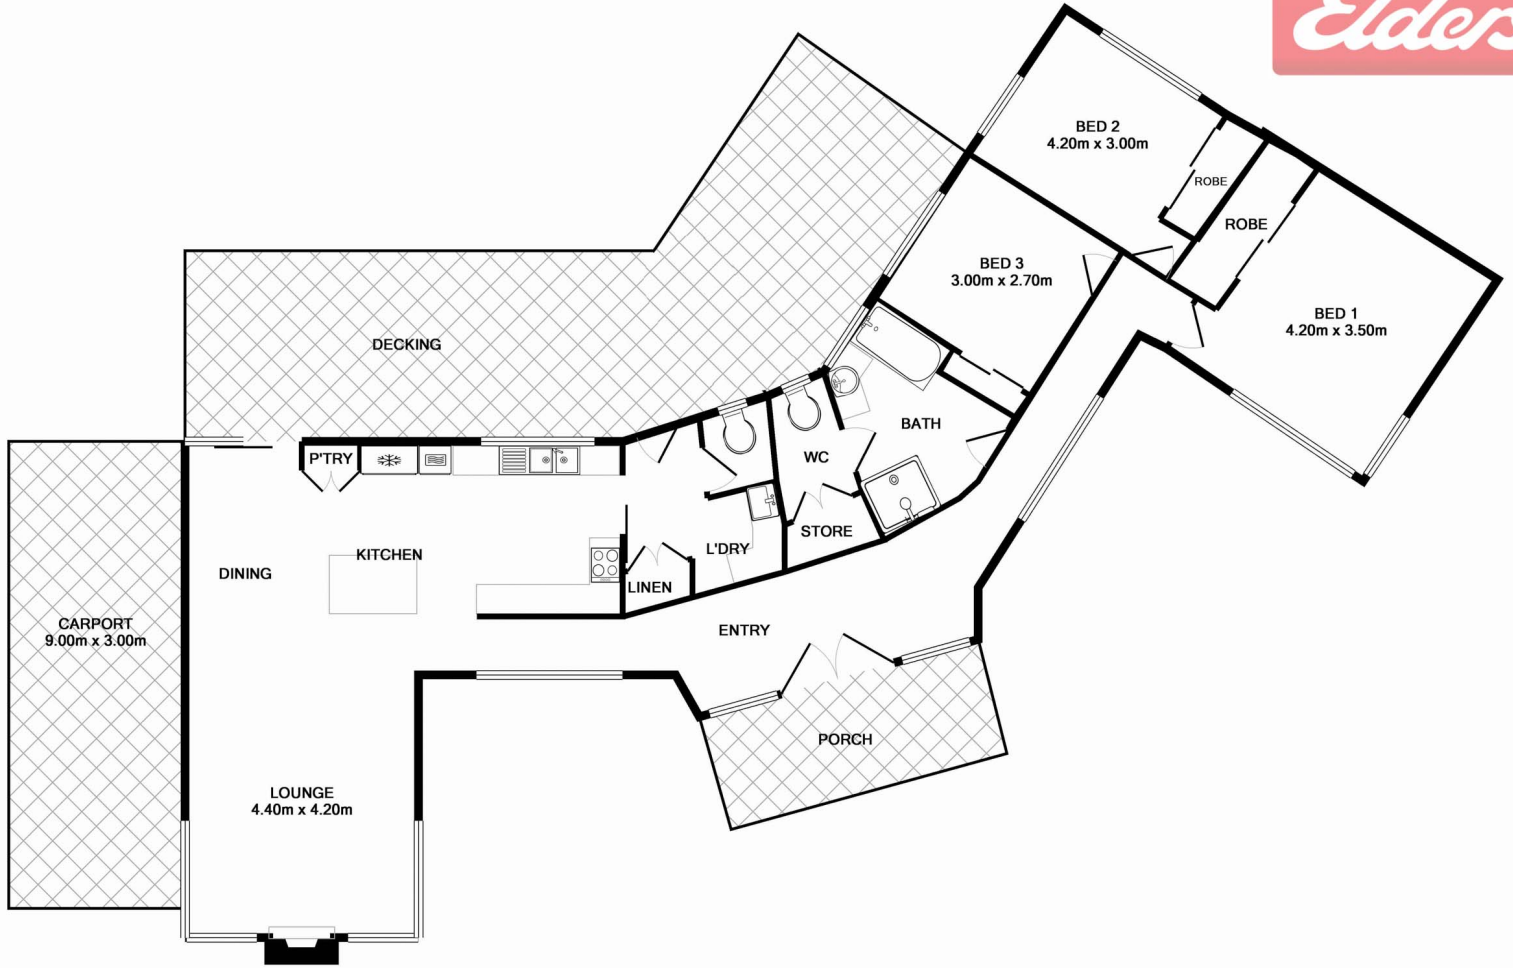 Elders
BED 2
4.20m x 3.00m
ROBE
ROBE
BED 3
3.00m x 2.70m
BED 1
4.20m x 3.50m
DECKING
BATH
P'TRY
WC
STORE
KITCHEN
L'DRY
DINING
LINEN
CARPORT
9.00m x 3.00m
ENTRY
PORCH
LOUNGE
4.40m x 4.20m